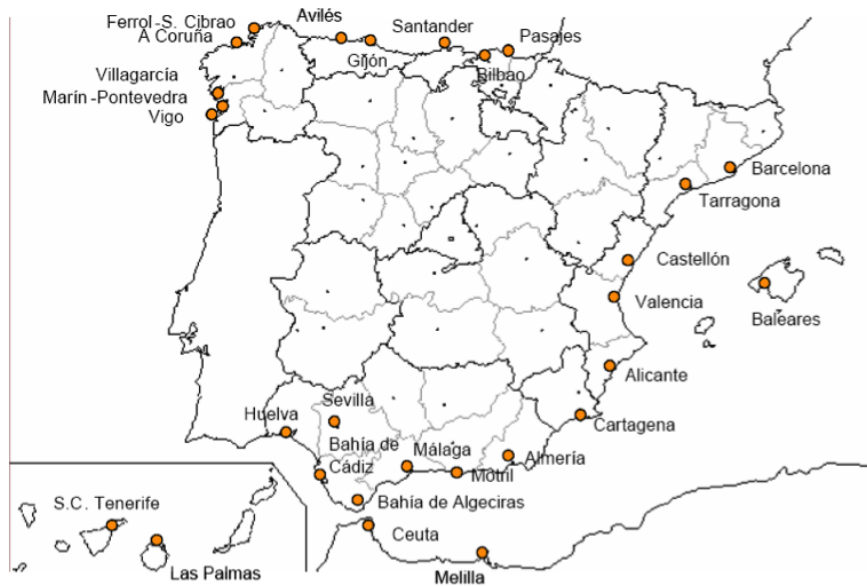 Ferrol-S. Cibrao
A Coruña
Avilés
Santander
Pasajes
Gijón
Bilbao
Villagarcía
Marín-Pontevedra
Vigo
Barcelona
Tarragona
Castellón
Valencia
Baleares
Alicante
Cartagena
Huelva
Sevilla
Bahía de
Cádiz
Málaga
Motril
Almería
Bahía de Algeciras
Ceuta
Melilla
S.C. Tenerife
Las Palmas